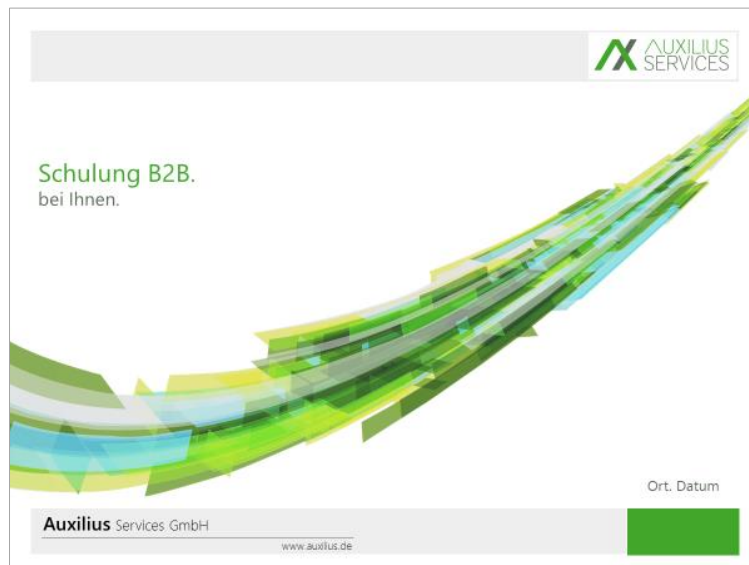 AUXILIUS
SERVICES
Schulung B2B.
bei Ihnen.
Ort. Datum
Auxilius Services GmbH
www.auxilius.de